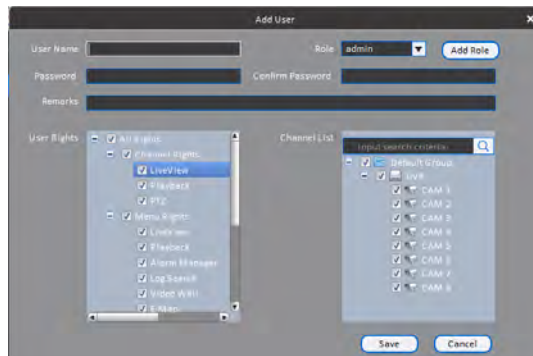 Add User
User Name
Role admin Add Role
Password
Confirm Password
Remarks
User Rights
All Rights
Channel Rights
LiveView
Playback
PTZ
Menu Rights
LiveView
Playback
Alarm Manager
Log Search
Video Wall
E-Map
Channel List
Input search criteria
Default Group
CAM 1
CAM 2
CAM 3
CAM 4
CAM 5
CAM 6
CAM 7
CAM 8
Save Cancel